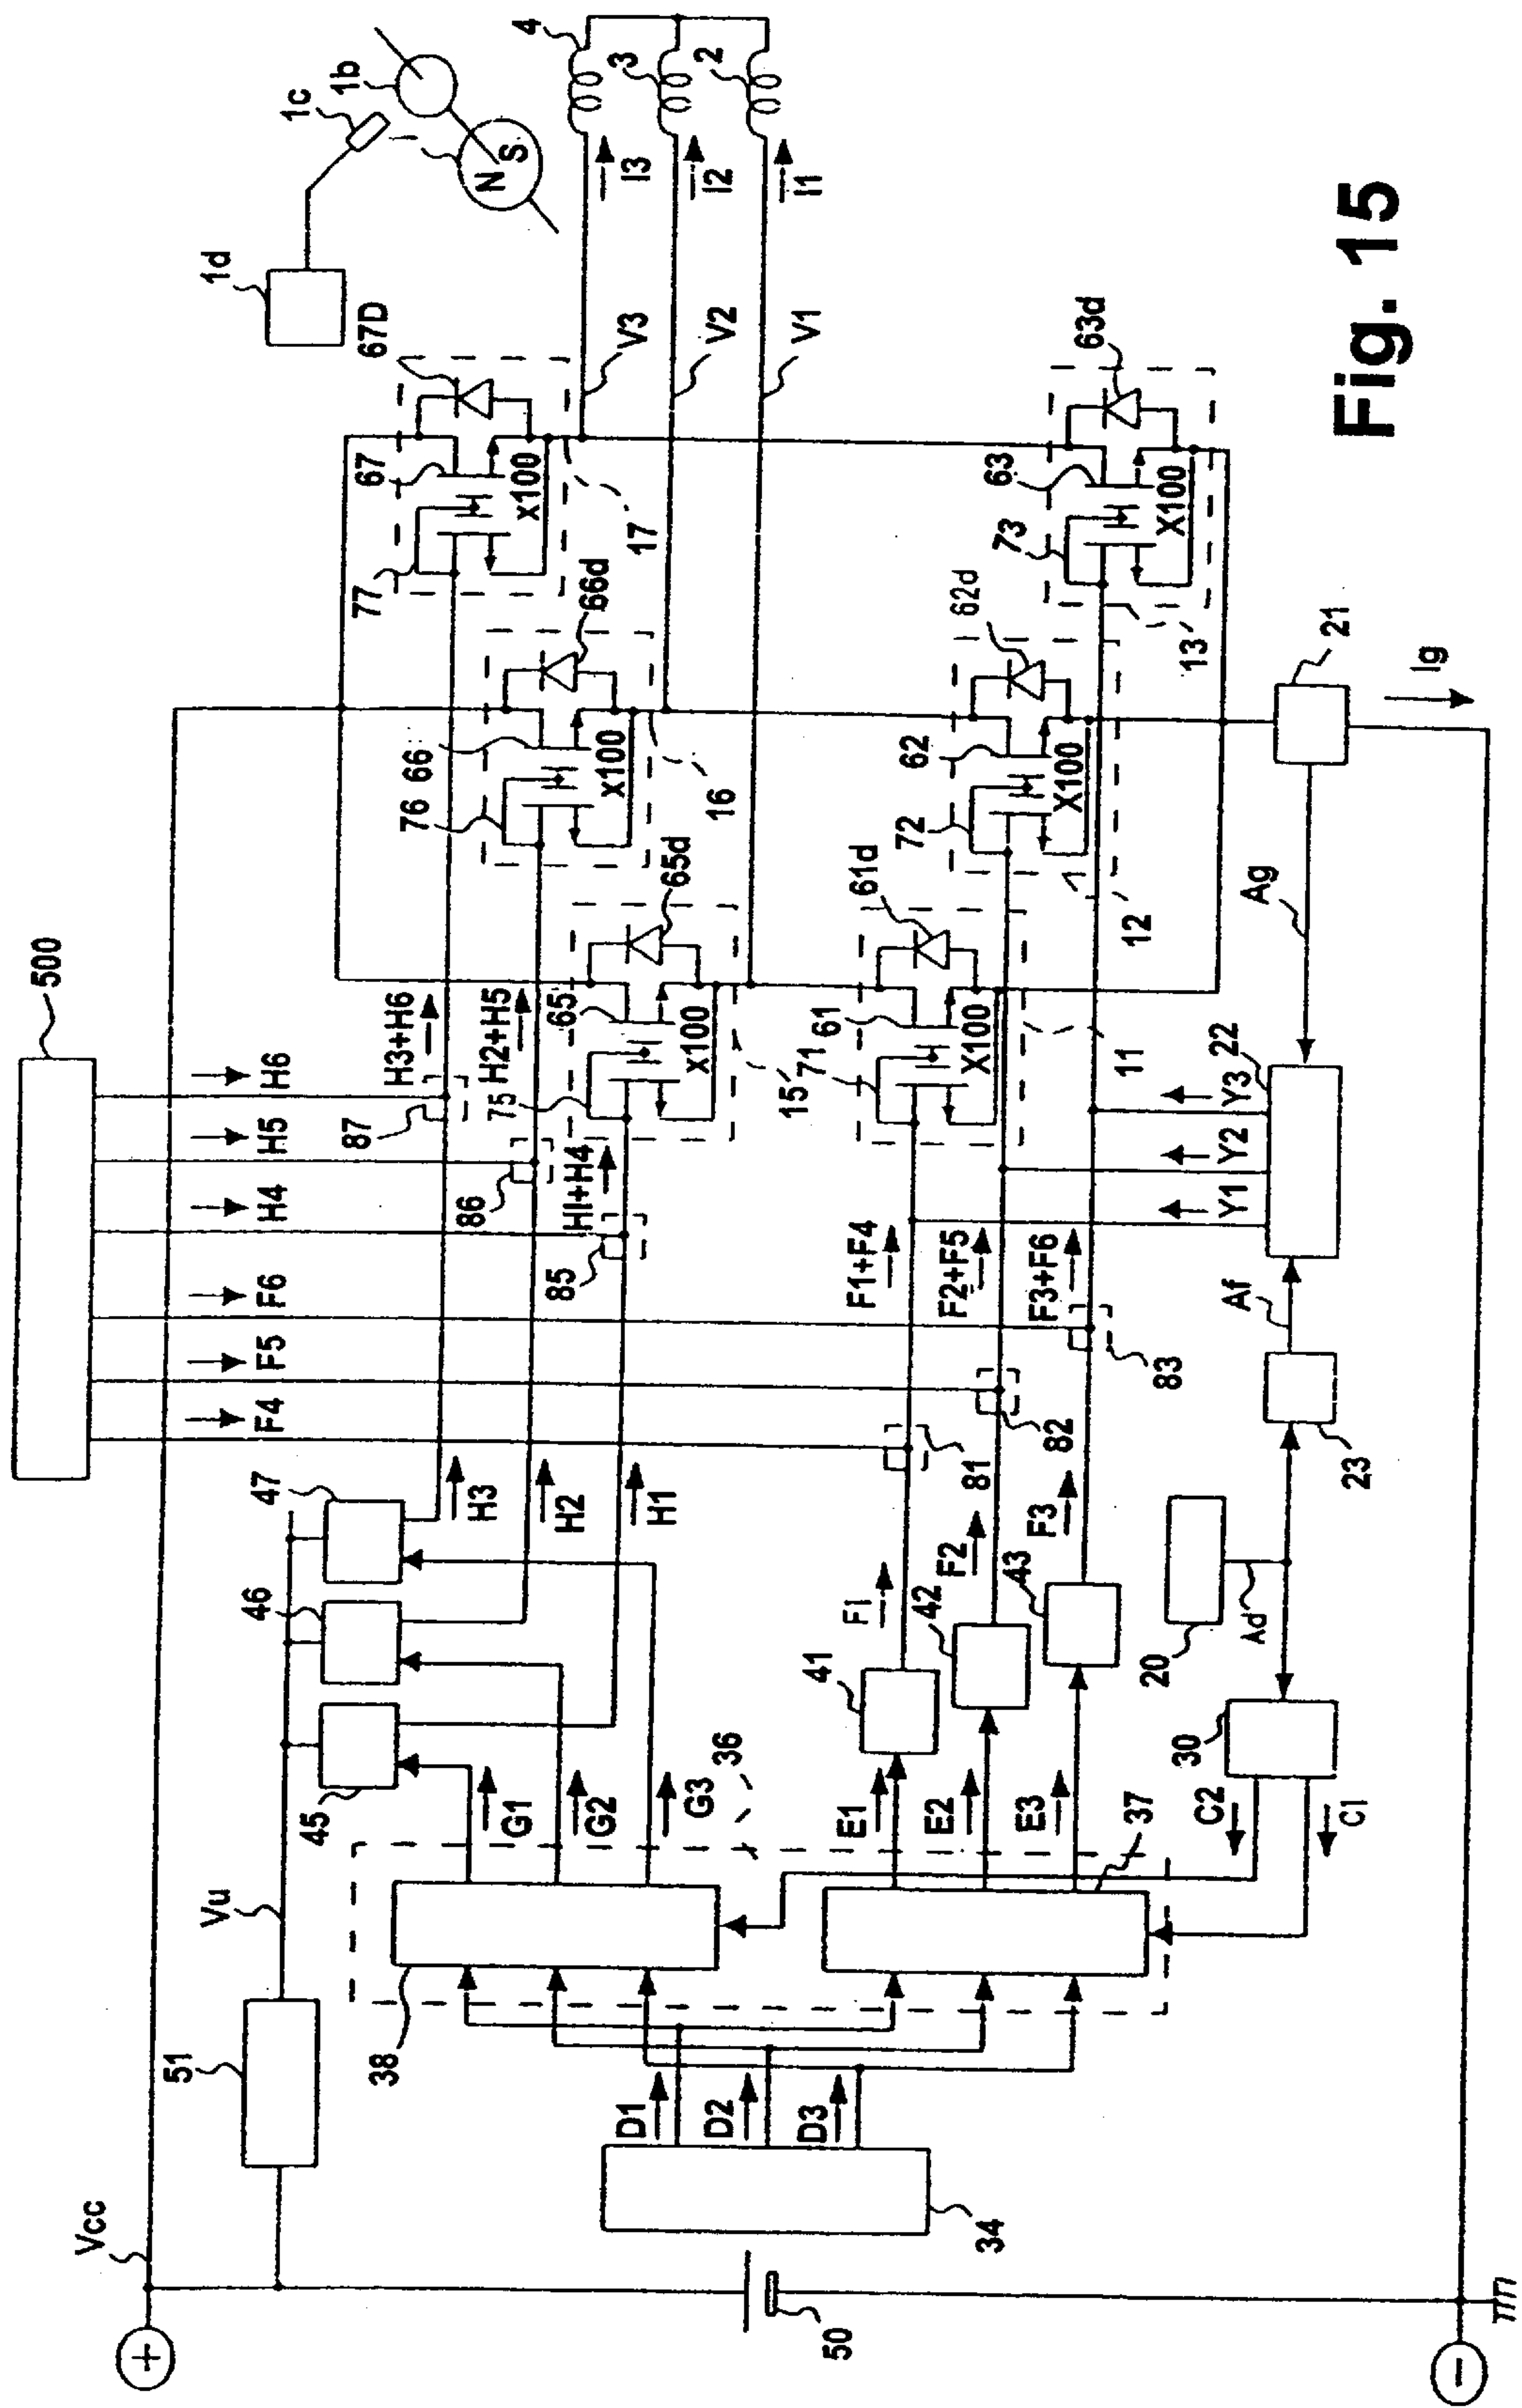 500
Vcc
51
Vu
45
46
47
H1
H2
H3
F4
F5
F6
H4
H5
H6
87
86
85
H3+H6
H2+H5
H1+H4
75
65
X100
65d
15
76
66
X100
66d
16
77
67
X100
67D
17
1d
1c
1b
N
S
4
3
2
I3
I2
I1
V3
V2
V1
38
G1
G2
G3
36
D1
D2
D3
34
50
E1
E2
E3
37
41
42
43
F1
F2
F3
81
82
83
F1+F4
F2+F5
F3+F6
71
61
X100
61d
11
72
62
X100
62d
12
73
63
X100
63d
13
C2
C1
30
20
Ad
23
Af
22
Y1
Y2
Y3
Ag
21
Ig
+
−
Fig. 15